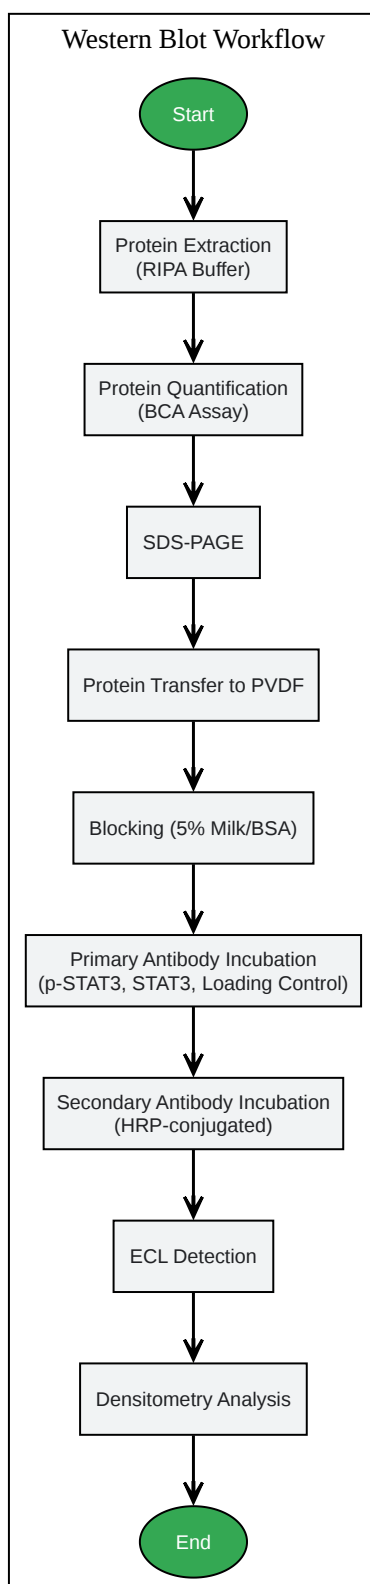 Western Blot Workflow
Start
Protein Extraction
(RIPA Buffer)
Protein Quantification
(BCA Assay)
SDS-PAGE
Protein Transfer to PVDF
Blocking (5% Milk/BSA)
Primary Antibody Incubation
(p-STAT3, STAT3, Loading Control)
Secondary Antibody Incubation
(HRP-conjugated)
ECL Detection
Densitometry Analysis
End